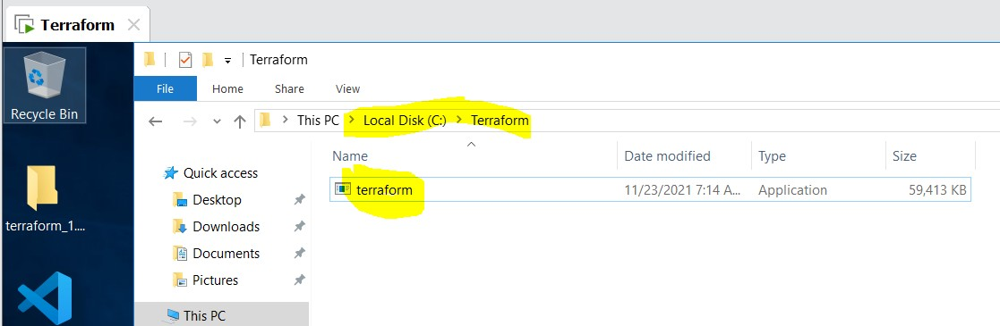 Terraform
Recycle Bin
terraform_1....
Terraform
File Home Share View
This PC Local Disk (C:) Terraform
Name Date modified Type Size
Quick access
Desktop
Downloads
Documents
Pictures
This PC
terraform 11/23/2021 7:14 A... Application 59,413 KB